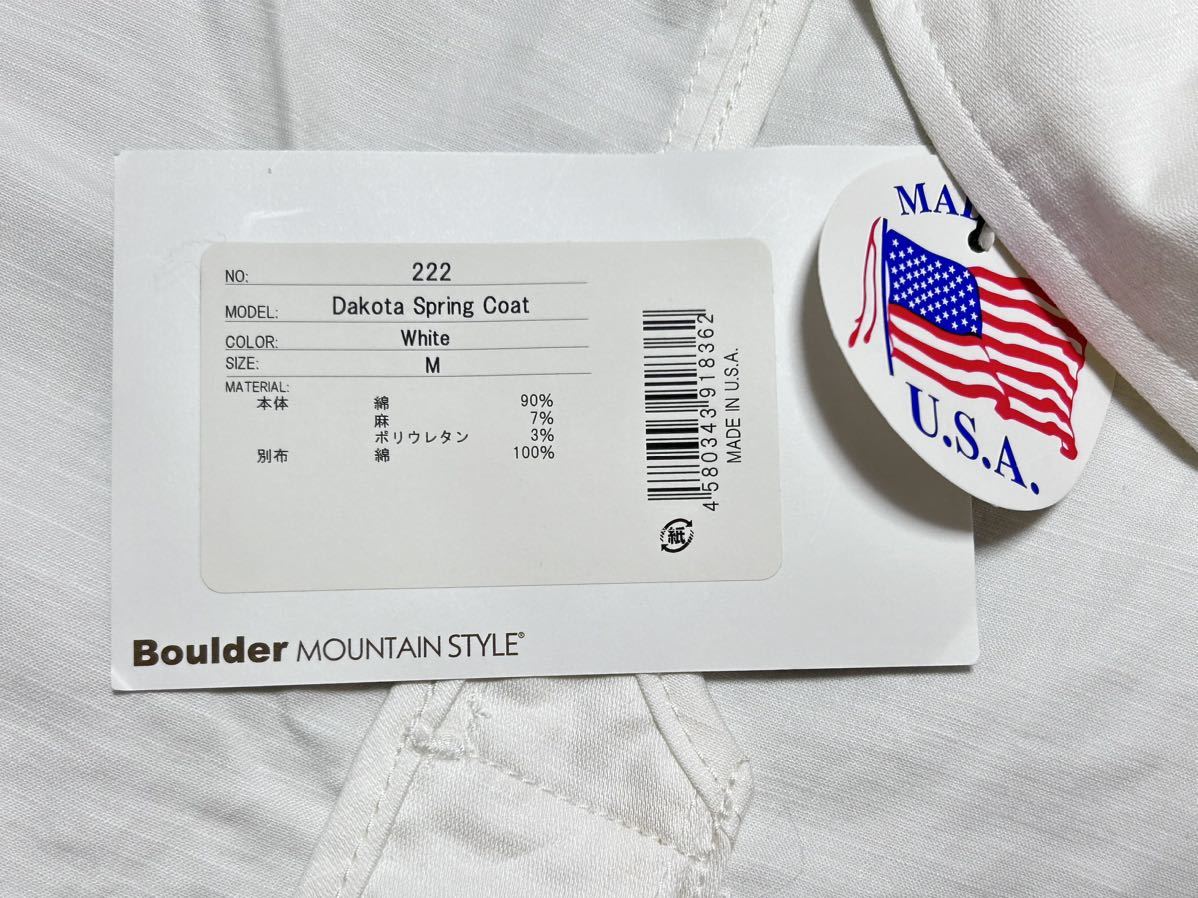 NO: 222
MODEL: Dakota Spring Coat
COLOR: White
SIZE: M
MATERIAL:
本体 綿 90%
麻 7%
ポリウレタン 3%
別布 綿 100%
4580343918362
MADE IN U.S.A.
紙
Boulder MOUNTAIN STYLE®
U.S.A.